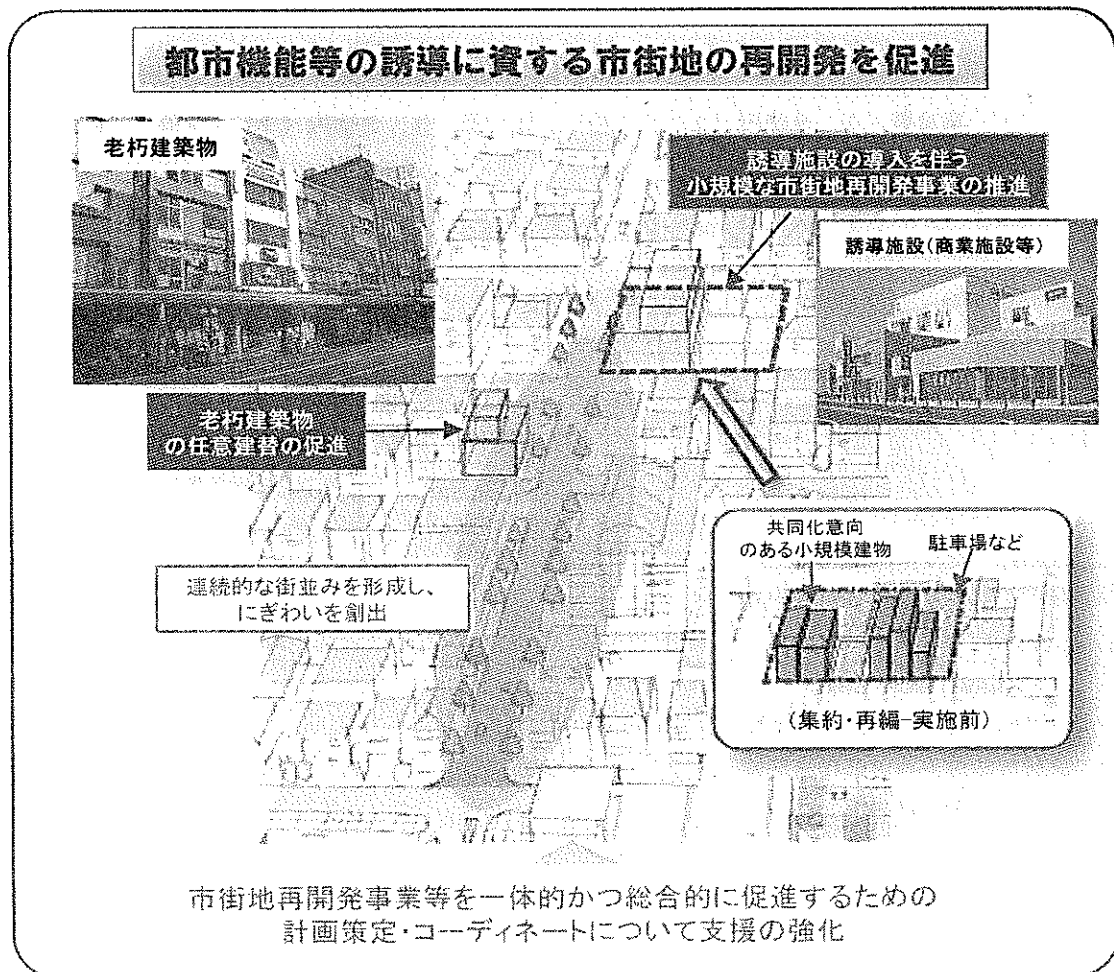 都市機能等の誘導に資する市街地の再開発を促進
老朽建築物
誘導施設の導入を伴う
小規模な市街地再開発事業の推進
誘導施設(商業施設等)
老朽建築物
の任意建替の促進
連続的な街並みを形成し、
にぎわいを創出
共同化意向
のある小規模建物
駐車場など
(集約・再編-実施前)
市街地再開発事業等を一体的かつ総合的に促進するための
計画策定・コーディネートについて支援の強化